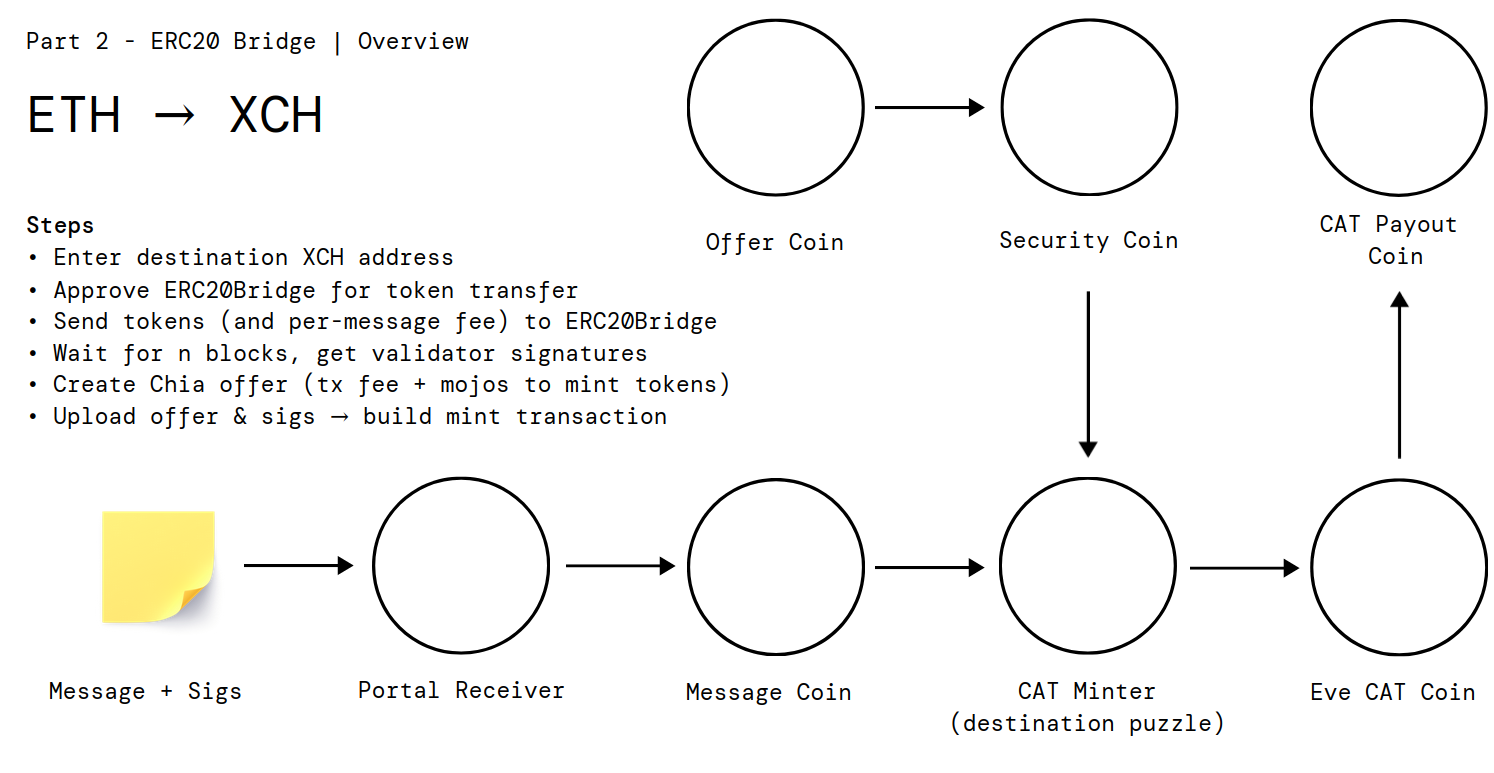 Part 2 - ERC20 Bridge | Overview
ETH → XCH
Steps
• Enter destination XCH address
• Approve ERC20Bridge for token transfer
• Send tokens (and per-message fee) to ERC20Bridge
• Wait for n blocks, get validator signatures
• Create Chia offer (tx fee + mojos to mint tokens)
• Upload offer & sigs → build mint transaction
Offer Coin
Security Coin
CAT Payout
Coin
Message + Sigs
Portal Receiver
Message Coin
CAT Minter
(destination puzzle)
Eve CAT Coin